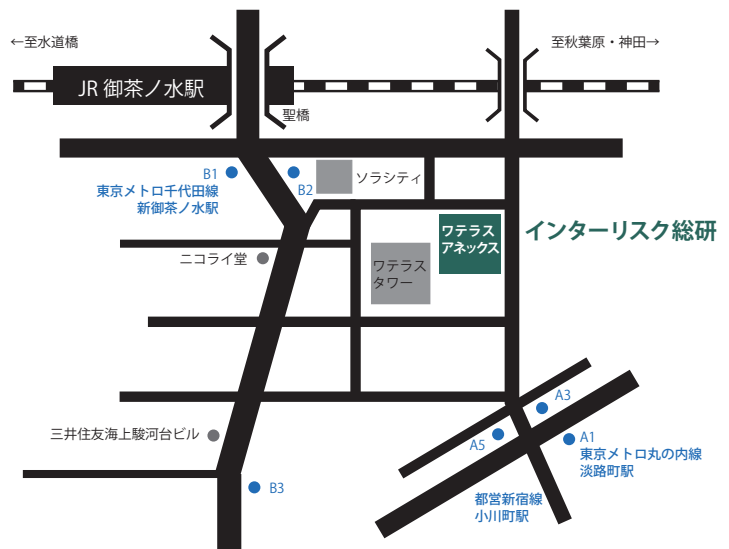 ←至水道橋
至秋葉原・神田→
JR 御茶ノ水駅
聖橋
B1
B2
ソラシティ
東京メトロ千代田線
新御茶ノ水駅
ワテラス
アネックス
インターリスク総研
ニコライ堂
ワテラス
タワー
A3
三井住友海上駿河台ビル
A5
A1
東京メトロ丸の内線
淡路町駅
B3
都営新宿線
小川町駅